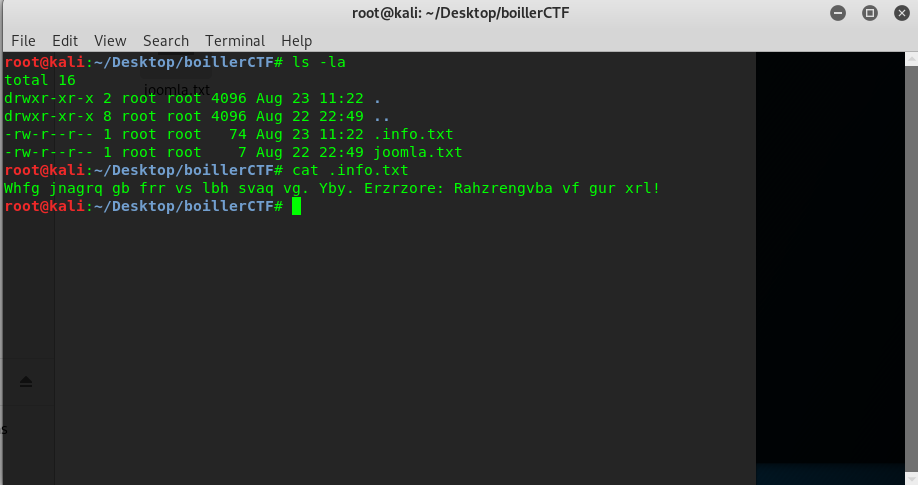 root@kali: ~/Desktop/boillerCTF
File Edit View Search Terminal Help
root@kali:~/Desktop/boillerCTF# ls -la
total 16
joomla.txt
drwxr-xr-x 2 root root 4096 Aug 23 11:22 .
drwxr-xr-x 8 root root 4096 Aug 22 22:49 ..
-rw-r--r-- 1 root root   74 Aug 23 11:22 .info.txt
-rw-r--r-- 1 root root    7 Aug 22 22:49 joomla.txt
root@kali:~/Desktop/boillerCTF# cat .info.txt
Whfg jnagrq gb frr vs lbh svaq vg. Yby. Erzrzore: Rahzrengvba vf gur xrl!
root@kali:~/Desktop/boillerCTF#